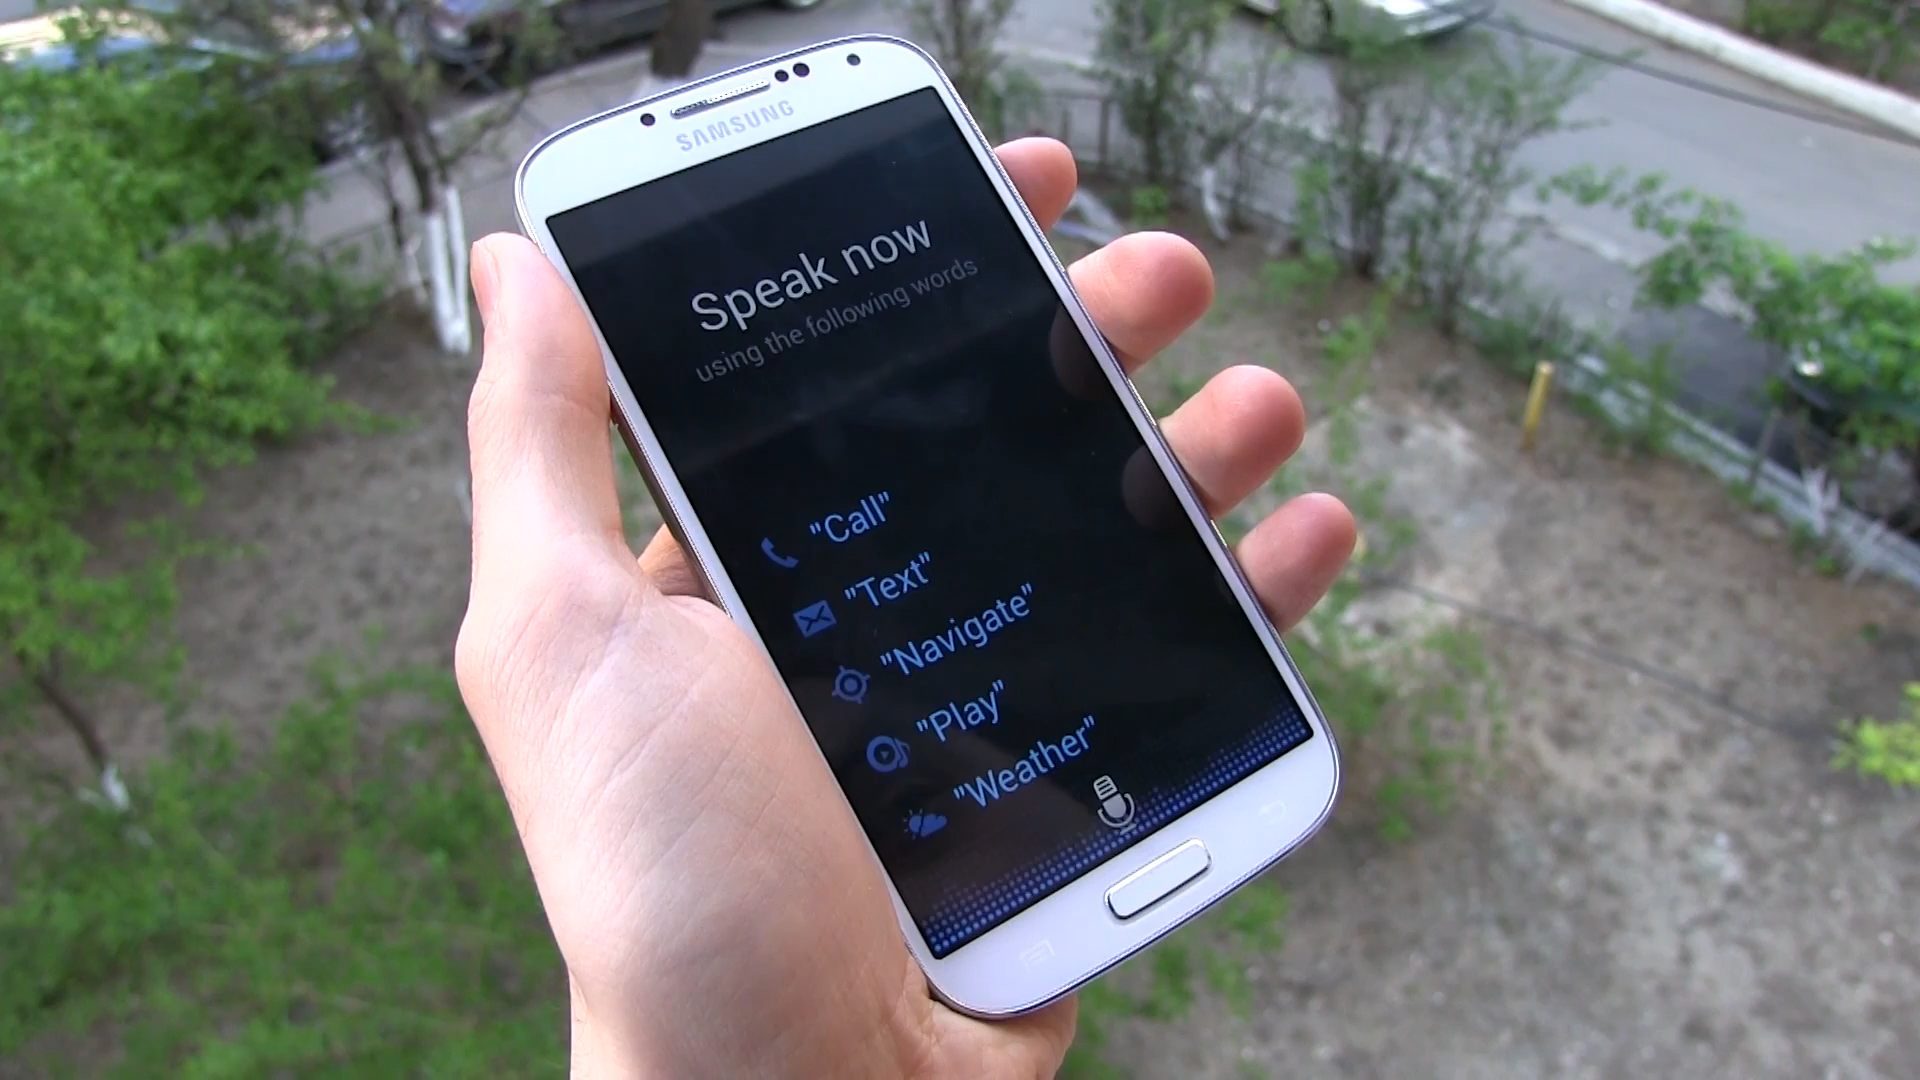 SAMSUNG
Speak now
using the following words
"Call"
"Text"
"Navigate"
"Play"
"Weather"